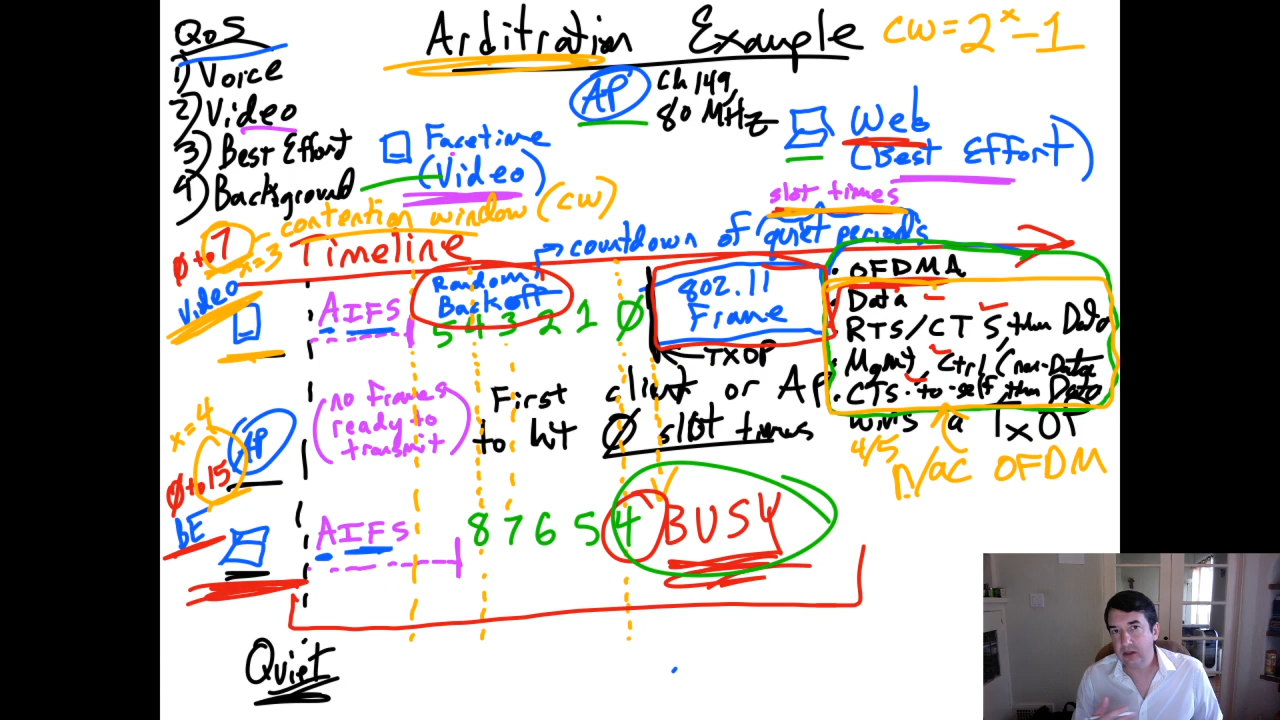 QoS
1) Voice
2) Video
3) Best Effort
4) Background
Arbitration Example
CW = 2^x - 1
AP
Ch 149,
80 MHz
Facetime
(Video)
Web
(Best Effort)
slot times
contention window (CW)
0 to 7
x=3
Timeline
countdown of quiet periods
Video
AIFS
Random
Backoff
5 4 3 2 1 0
802.11
Frame
TXOP
• OFDMA
• Data
• RTS/CTS, then Data
• Mgmt, Ctrl, (non-Data
• CTS-to-self then Data
x=4
0 to 15
AP
(no frames
ready to
transmit)
First client or AP
to hit 0 slot times wins a TXOP
4/5
n/ac OFDM
BE
AIFS
8 7 6 5 4 BUSY
Quiet